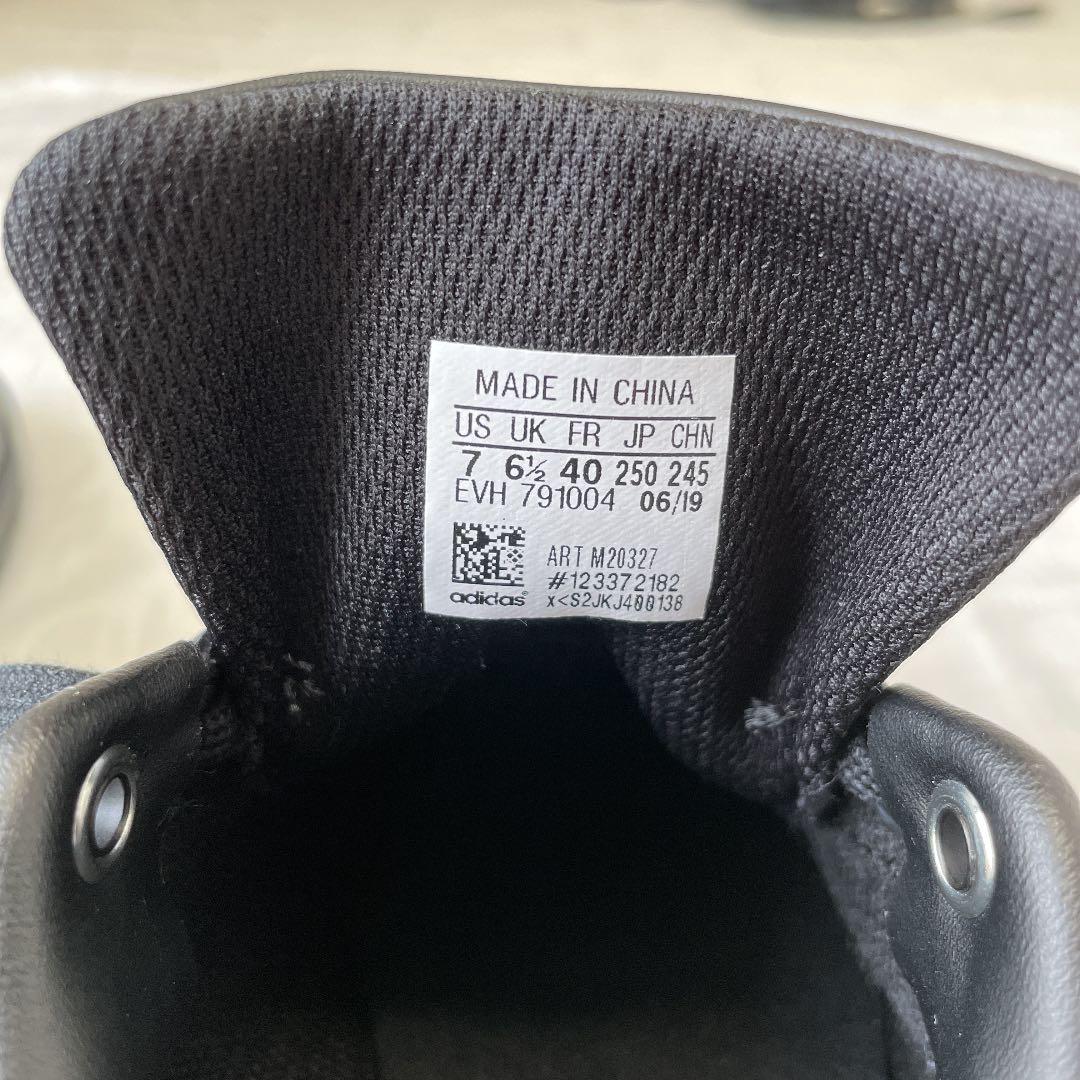 MADE IN CHINA
US UK FR JP CHN
7 6½ 40 250 245
EVH 791004 06/19
ART M20327
#123372182
adidas x<S2JKJ400138